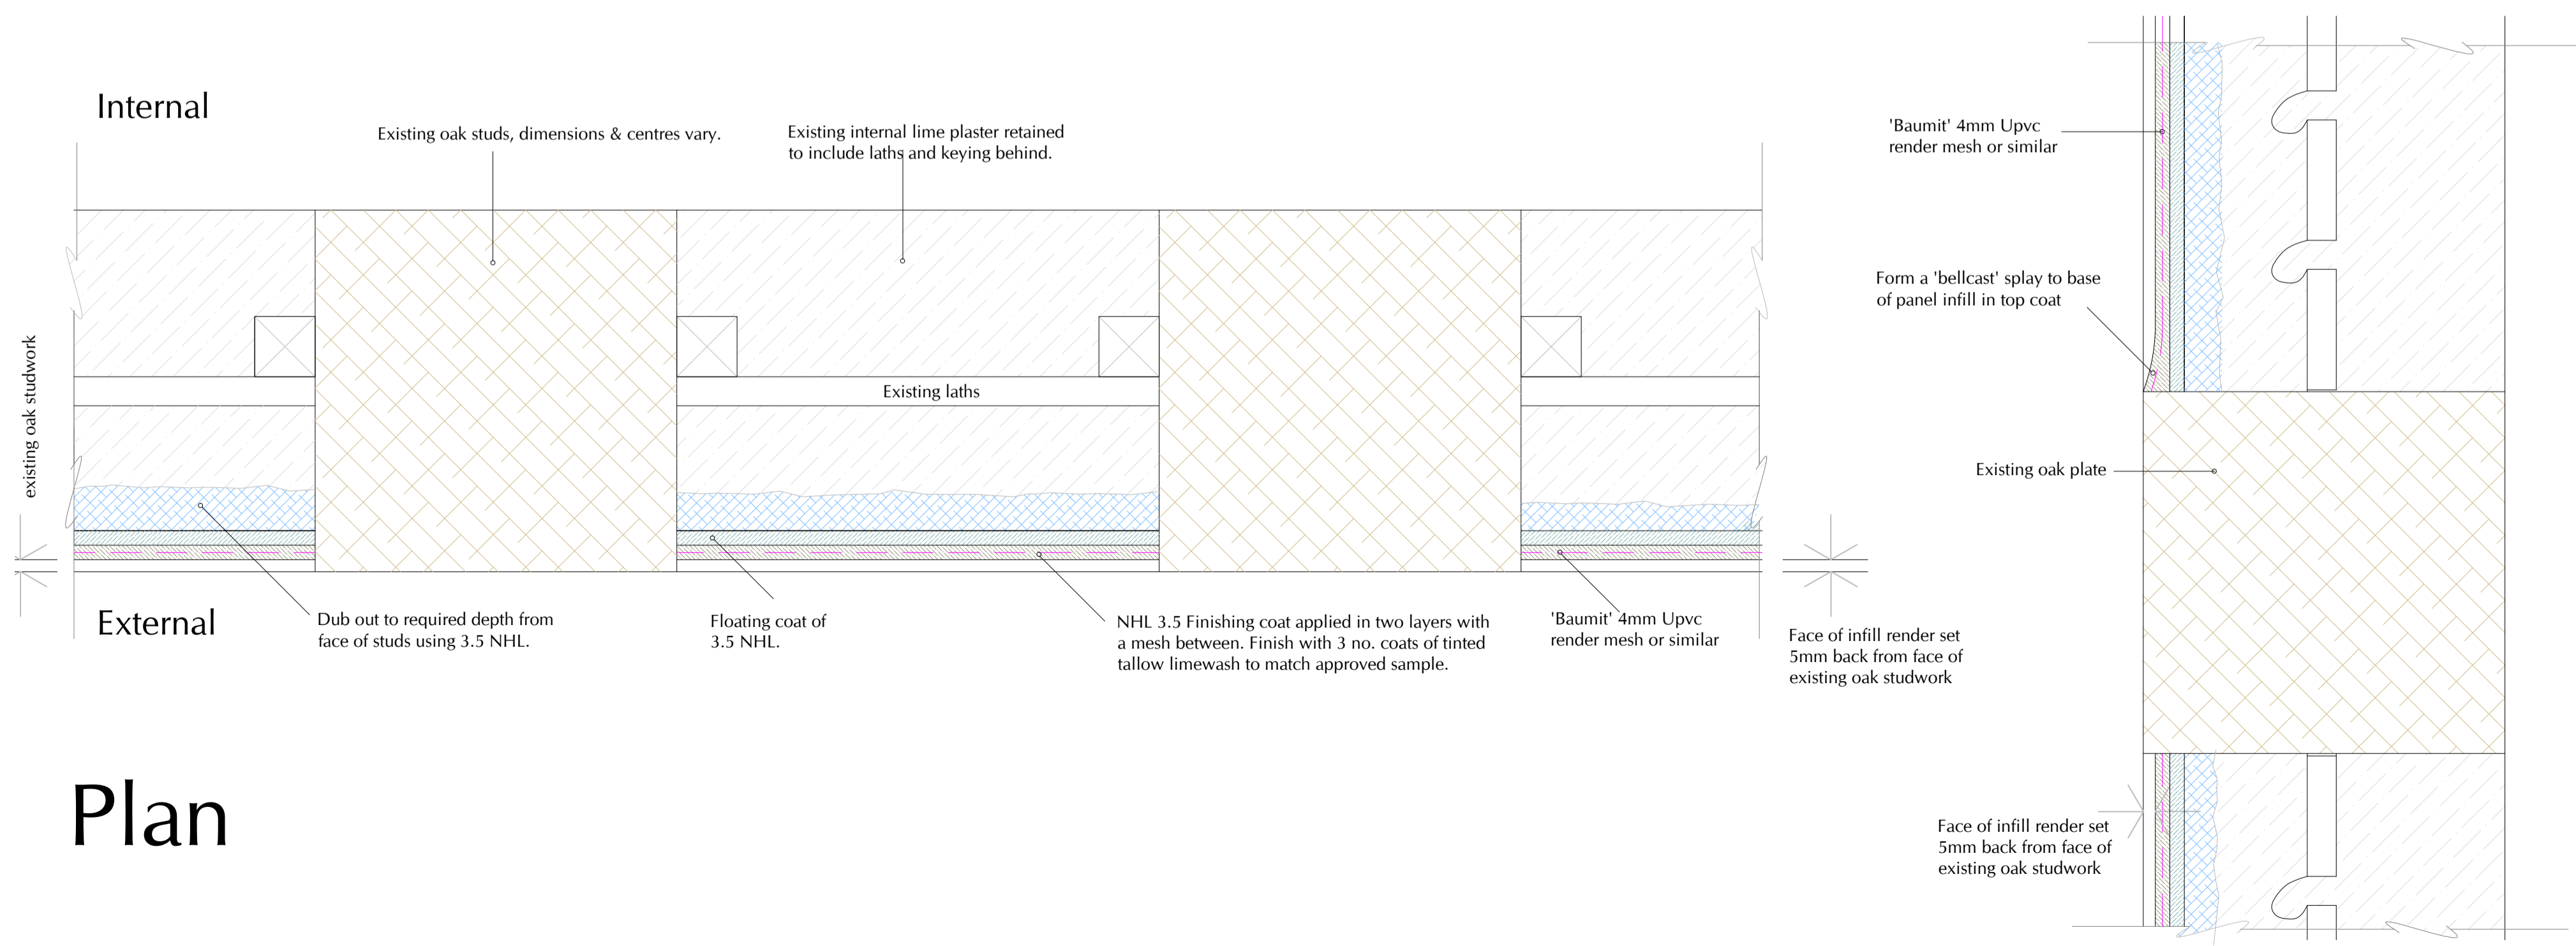 Internal
Existing oak studs, dimensions & centres vary.
Existing internal lime plaster retained
to include laths and keying behind.
existing oak studwork
Existing laths
External
Dub out to required depth from
face of studs using 3.5 NHL.
Floating coat of
3.5 NHL.
NHL 3.5 Finishing coat applied in two layers with
a mesh between. Finish with 3 no. coats of tinted
tallow limewash to match approved sample.
'Baumit' 4mm Upvc
render mesh or similar
Face of infill render set
5mm back from face of
existing oak studwork
Plan
'Baumit' 4mm Upvc
render mesh or similar
Form a 'bellcast' splay to base
of panel infill in top coat
Existing oak plate
Face of infill render set
5mm back from face of
existing oak studwork